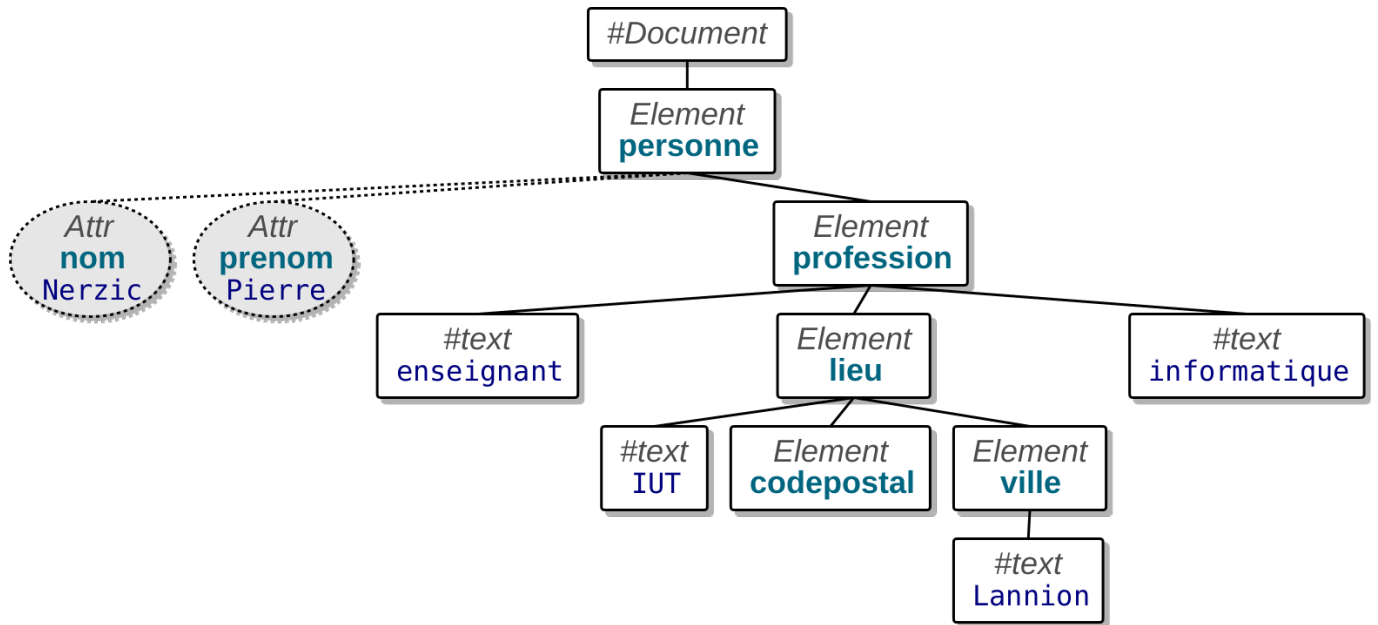 #Document
Element
personne
Attr
nom
Nerzic
Attr
prenom
Pierre
Element
profession
#text
enseignant
Element
lieu
#text
informatique
#text
IUT
Element
codepostal
Element
ville
#text
Lannion